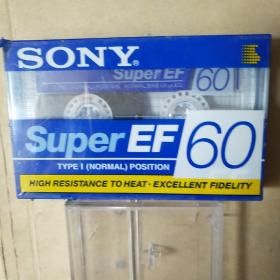 SONY®
Super EF 60
Super EF 60
TYPE I (NORMAL) POSITION
HIGH RESISTANCE TO HEAT · EXCELLENT FIDELITY